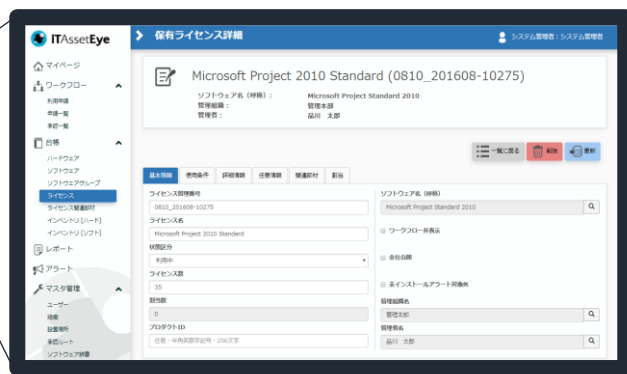 ITAssetEye
保有ライセンス詳細
システム管理者：システム管理者
マイページ
ワークフロー
利用申請
申請一覧
承認一覧
台帳
ハードウェア
ソフトウェア
ソフトウェアグループ
ライセンス
ライセンス関連部材
インベントリ [ハード]
インベントリ [ソフト]
レポート
アラート
マスタ管理
ユーザー
組織
設置場所
承認ルート
ソフトウェア辞書
Microsoft Project 2010 Standard (0810_201608-10275)
ソフトウェア名（呼称）： Microsoft Project Standard 2010
管理組織： 管理本部
管理者： 品川 太郎
一覧に戻る 削除 更新
基本情報 使用条件 詳細情報 任意情報 関連部材 割当
ライセンス管理番号
0810_201608-10275
ライセンス名
Microsoft Project 2010 Standard
状態区分
利用中
ライセンス数
35
割当数
0
プロダクトID
任意・半角英数字記号・256文字
ソフトウェア名（呼称）
Microsoft Project Standard 2010
ワークフロー非表示
会社公開
未インストールアラート対象外
管理組織名
管理本部
管理者名
品川 太郎